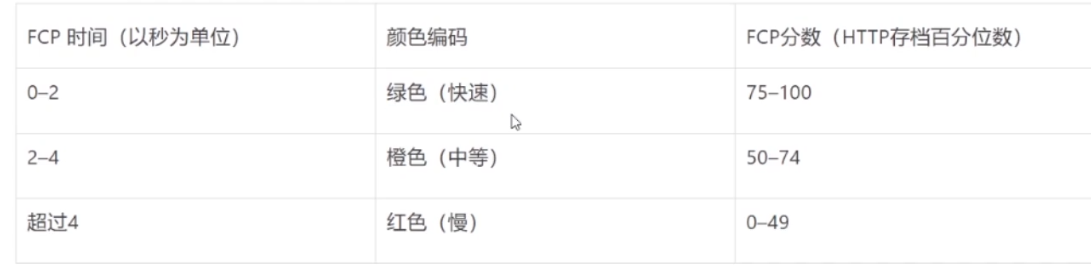 FCP 时间（以秒为单位） 颜色编码 FCP分数（HTTP存档百分位数）
0–2 绿色（快速） 75–100
2–4 橙色（中等） 50–74
超过4 红色（慢） 0–49